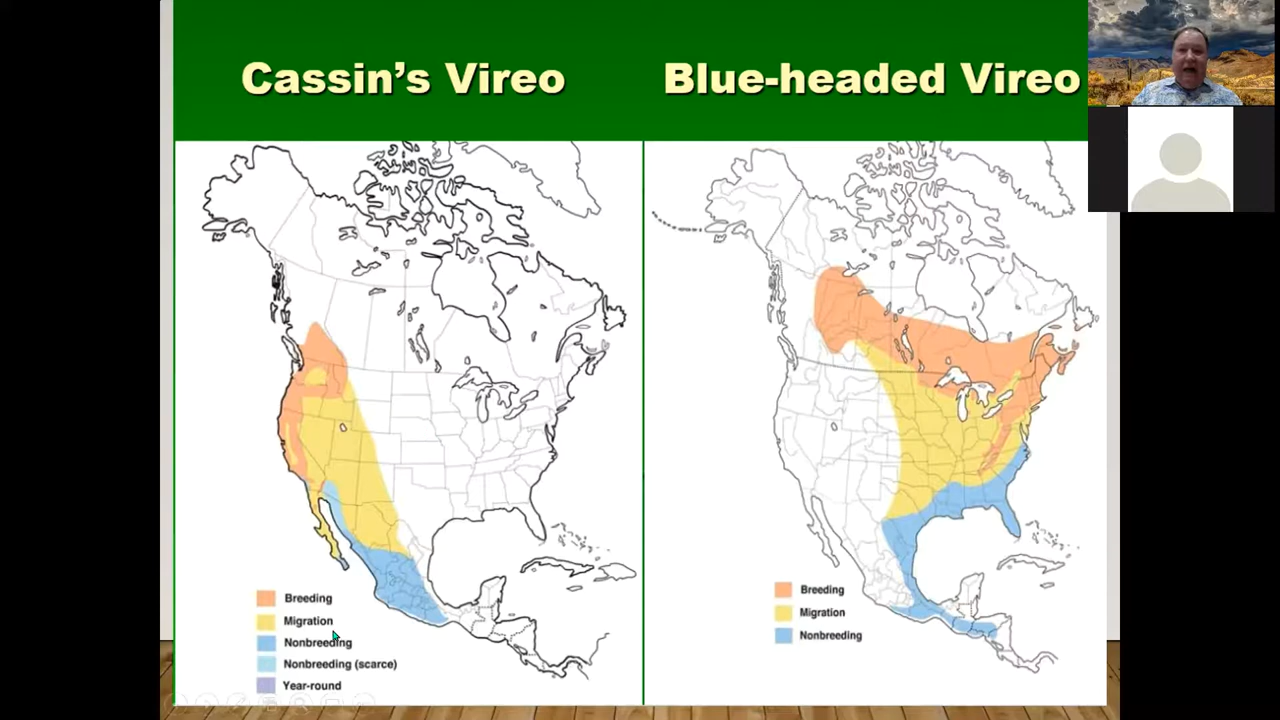 Cassin's Vireo
Blue-headed Vireo
Breeding
Migration
Nonbreeding
Nonbreeding (scarce)
Year-round
Breeding
Migration
Nonbreeding